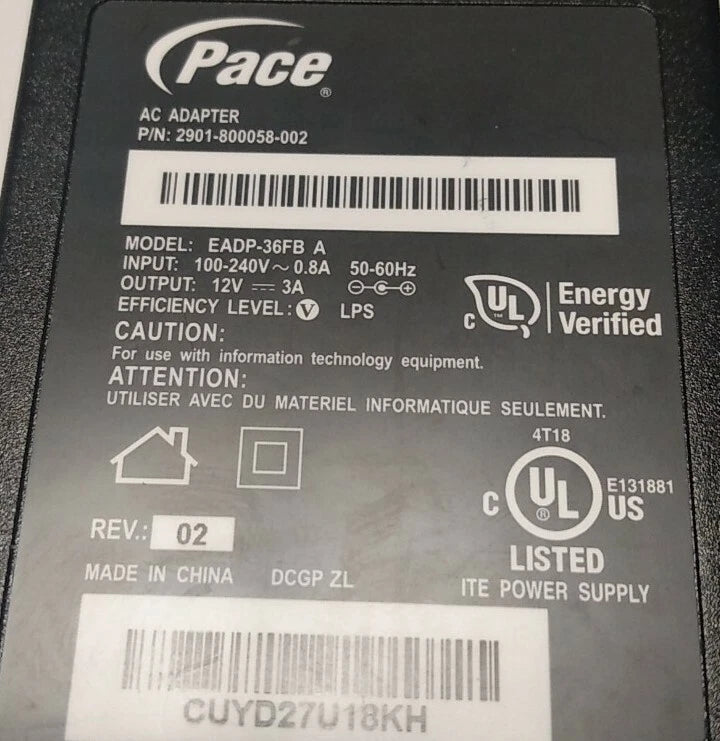 Pace®
AC ADAPTER
P/N: 2901-800058-002
MODEL: EADP-36FB A
INPUT: 100-240V~0.8A 50-60Hz
OUTPUT: 12V ⎓ 3A
EFFICIENCY LEVEL: V LPS
C UL™ Energy Verified
CAUTION:
For use with information technology equipment.
ATTENTION:
UTILISER AVEC DU MATERIEL INFORMATIQUE SEULEMENT.
4T18
C UL® US E131881
LISTED
ITE POWER SUPPLY
REV.: 02
MADE IN CHINA DCGP ZL
CUYD27U18KH